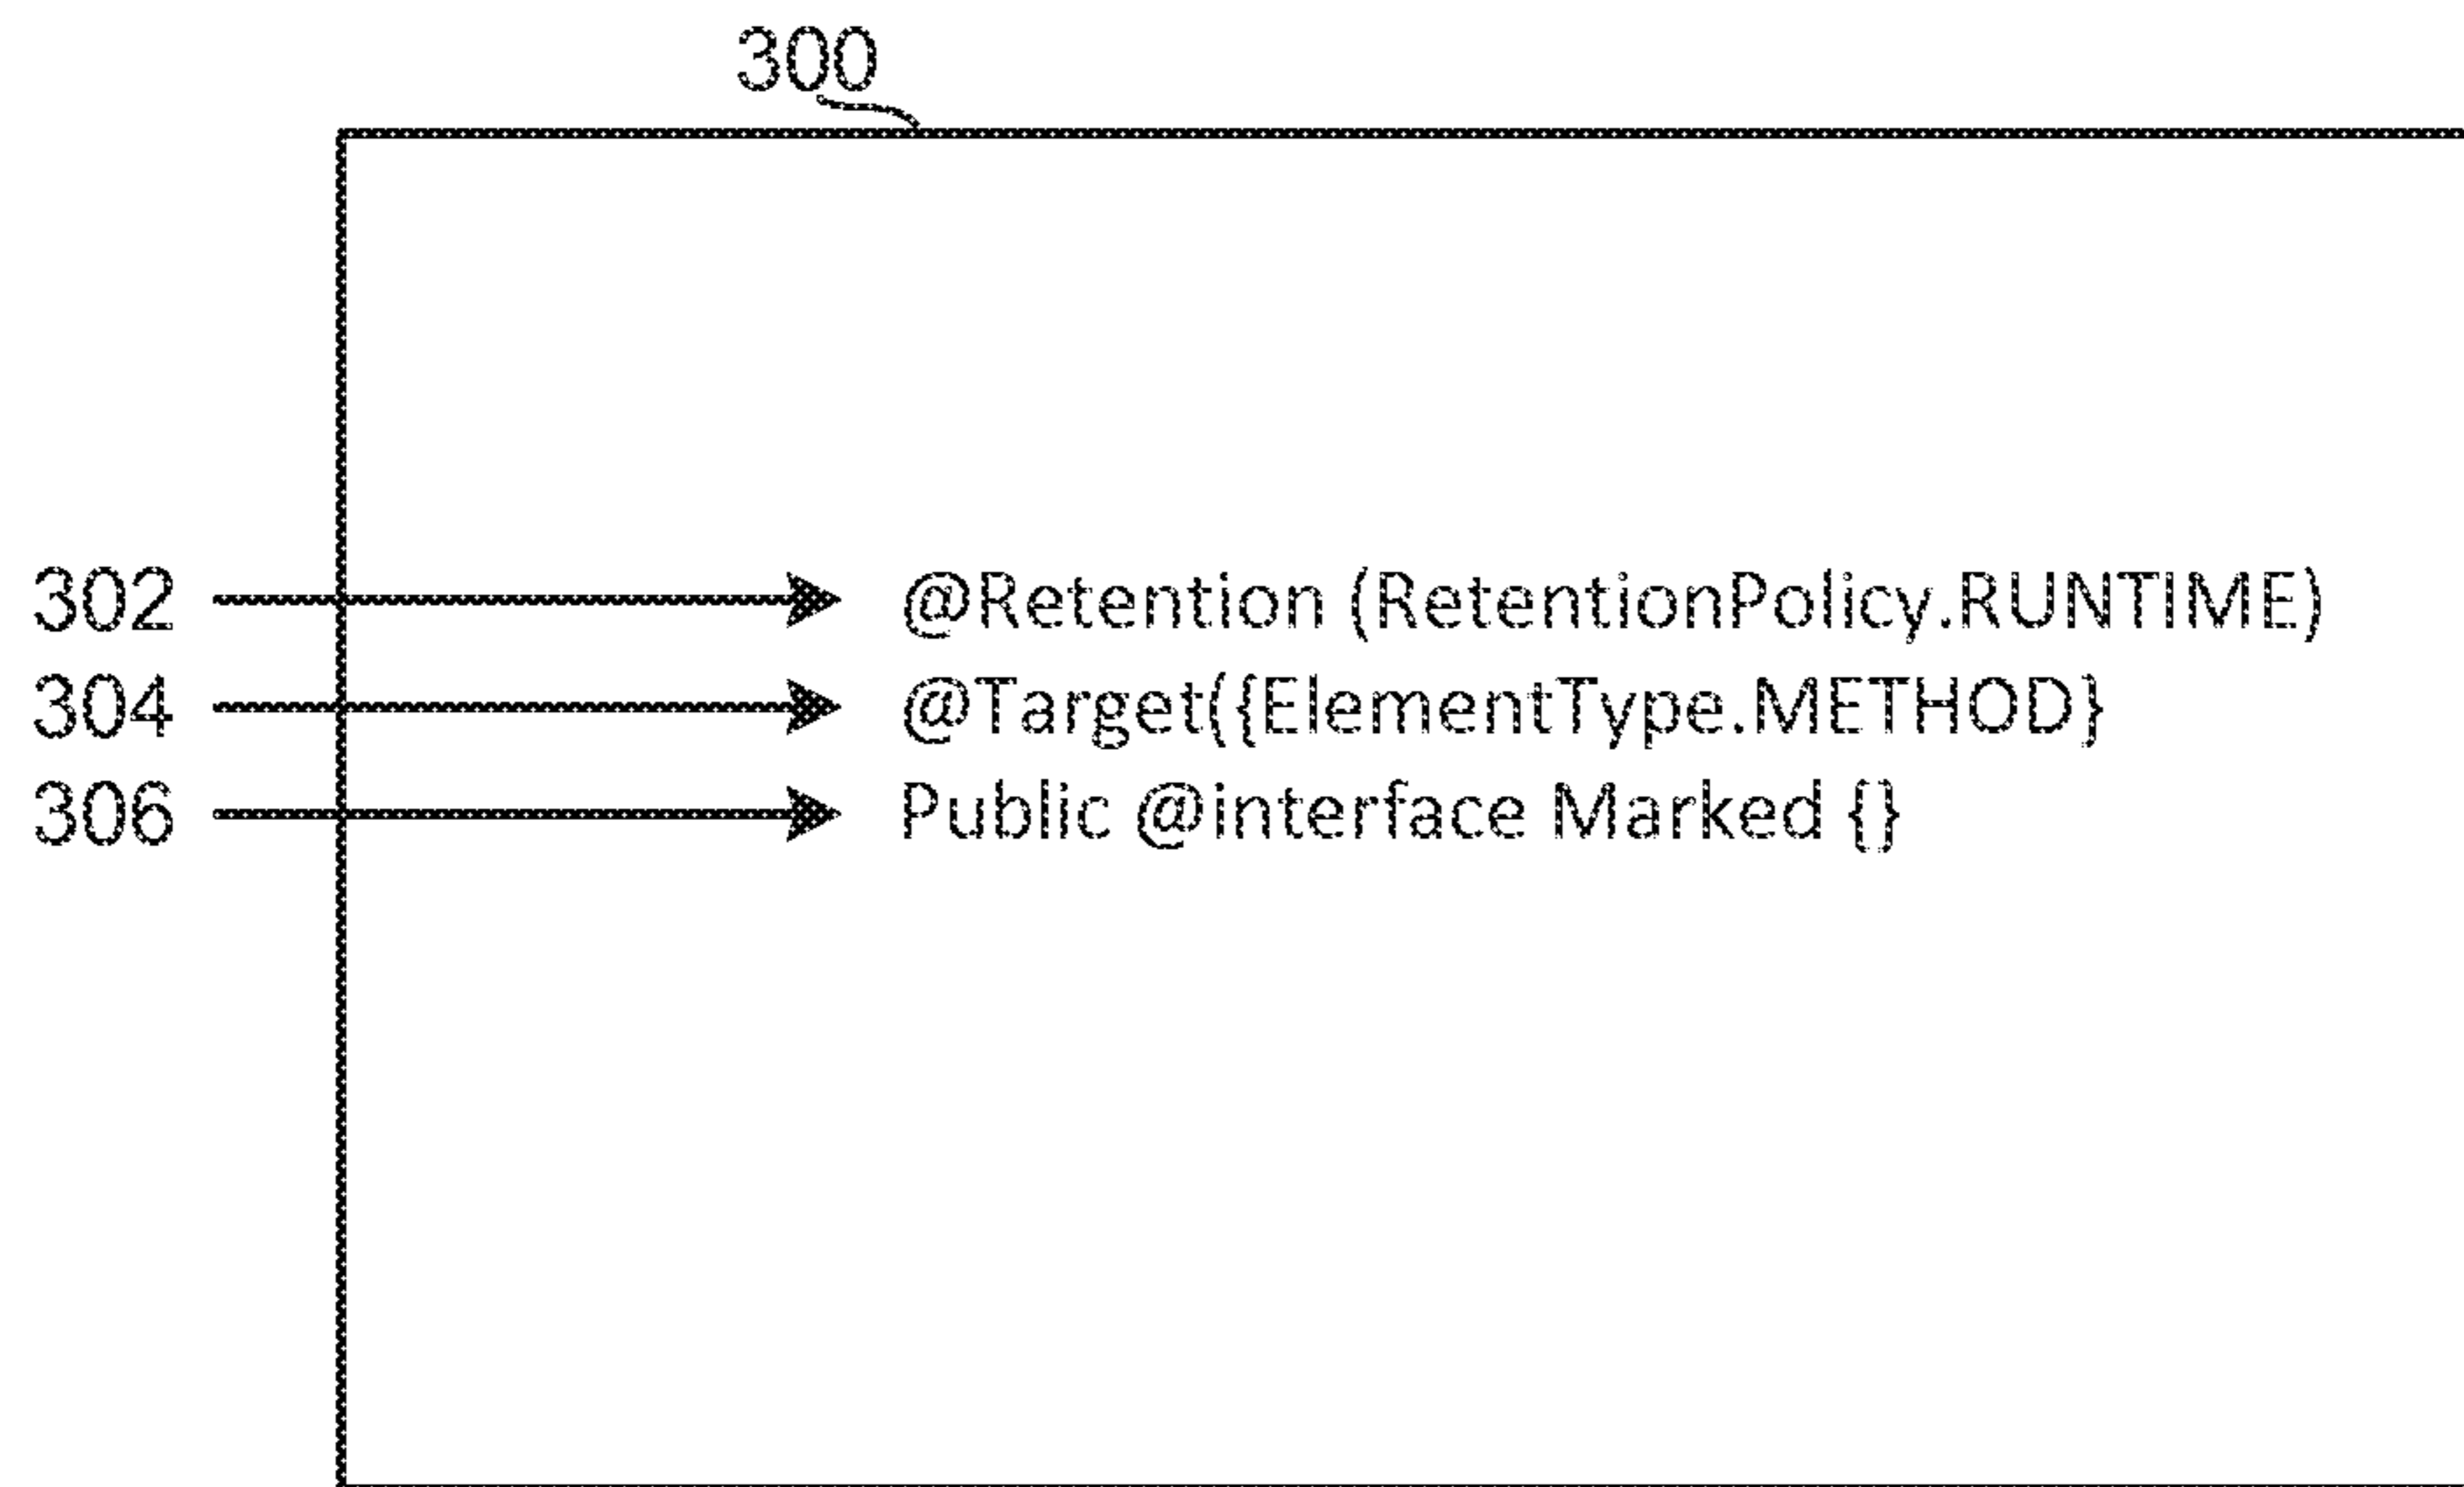 300
302 @Retention (RetentionPolicy.RUNTIME)
304 @Target({ElementType.METHOD}
306 Public @interface Marked {}